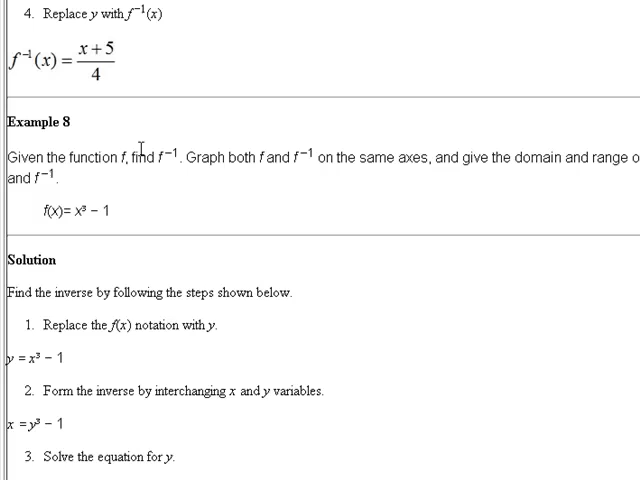 4. Replace y with f⁻¹(x)
f⁻¹(x) = (x + 5)/4
Example 8
Given the function f, find f⁻¹. Graph both f and f⁻¹ on the same axes, and give the domain and range o
and f⁻¹.
f(x)= x³ − 1
Solution
Find the inverse by following the steps shown below.
1. Replace the f(x) notation with y.
y = x³ − 1
2. Form the inverse by interchanging x and y variables.
x = y³ − 1
3. Solve the equation for y.